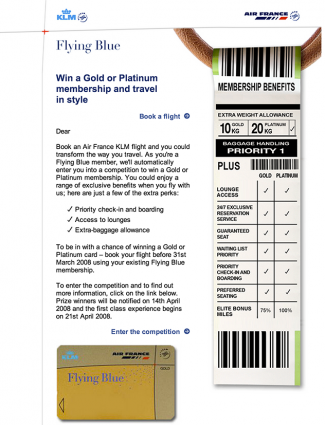 KLM
AIR FRANCE
Flying Blue
Win a Gold or Platinum
membership and travel
in style
Book a flight
Dear
Book an Air France KLM flight and you could
transform the way you travel. As you're a
Flying Blue member, we'll automatically
enter you into a competition to win a Gold or
Platinum membership. You could enjoy a
range of exclusive benefits when you fly with
us; here are just a few of the extra perks:
✓ Priority check-in and boarding
✓ Access to lounges
✓ Extra-baggage allowance
To be in with a chance of winning a Gold or
Platinum card – book your flight before 31st
March 2008 using your existing Flying Blue
membership.
To enter the competition and to find out
more information, click on the link below.
Prize winners will be notified on 14th April
2008 and the first class experience begins
on 21st April 2008.
Enter the competition
MEMBERSHIP BENEFITS
EXTRA WEIGHT ALLOWANCE
10 KG GOLD 20 KG PLATINUM ✓
BAGGAGE HANDLING
PRIORITY 1
PLUS
GOLD PLATINUM
LOUNGE ACCESS ✓ ✓
24/7 EXCLUSIVE RESERVATION SERVICE ✓ ✓
GUARANTEED SEAT ✓ ✓
WAITING LIST PRIORITY ✓ ✓
PRIORITY CHECK-IN AND BOARDING ✓ ✓
PREFERRED SEATING ✓ ✓
ELITE BONUS MILES 75% 100%
KLM
AIR FRANCE
GOLD
Flying Blue